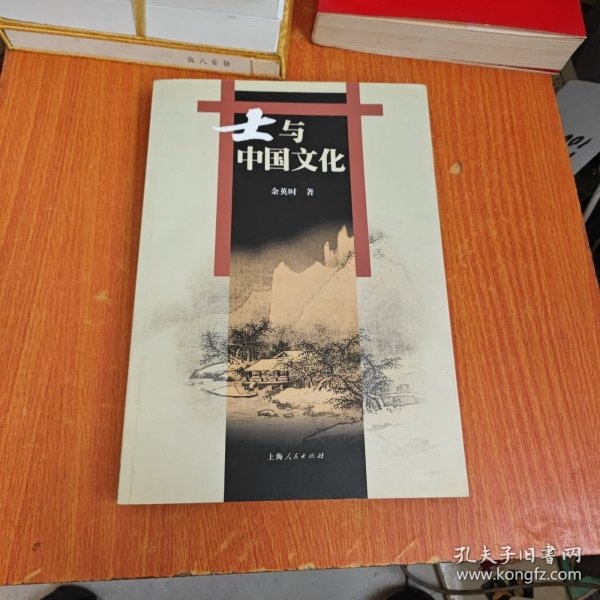 士与
中国文化
余英时 著
上海人民出版社
孔夫子旧书网
www.kongfz.com